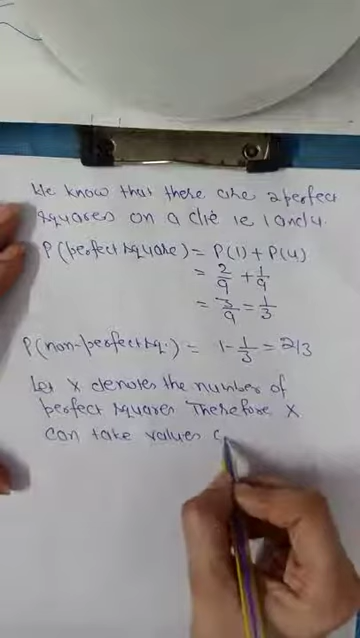 We know that there are 2 perfect
squares on a die ie 1 and 4
P(perfect square) = P(1) + P(4)
= 2/9 + 1/9
= 3/9 = 1/3
P(non-perfect sq.) = 1 - 1/3 = 2/3
Let X denotes the number of
perfect squares Therefore X
can take values